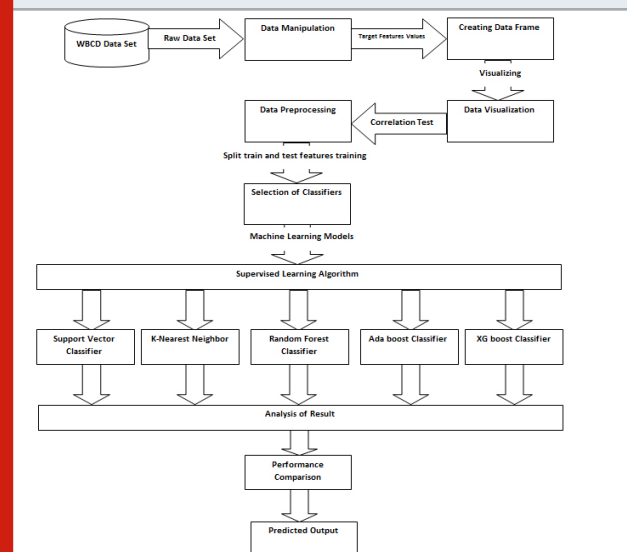 WBCD Data Set
Raw Data Set
Data Manipulation
Target Features Values
Creating Data Frame
Visualizing
Data Preprocessing
Correlation Test
Data Visualization
Split train and test features training
Selection of Classifiers
Machine Learning Models
Supervised Learning Algorithm
Support Vector
Classifier
K-Nearest Neighbor
Random Forest
Classifier
Ada boost Classifier
XG boost Classifier
Analysis of Result
Performance
Comparison
Predicted Output